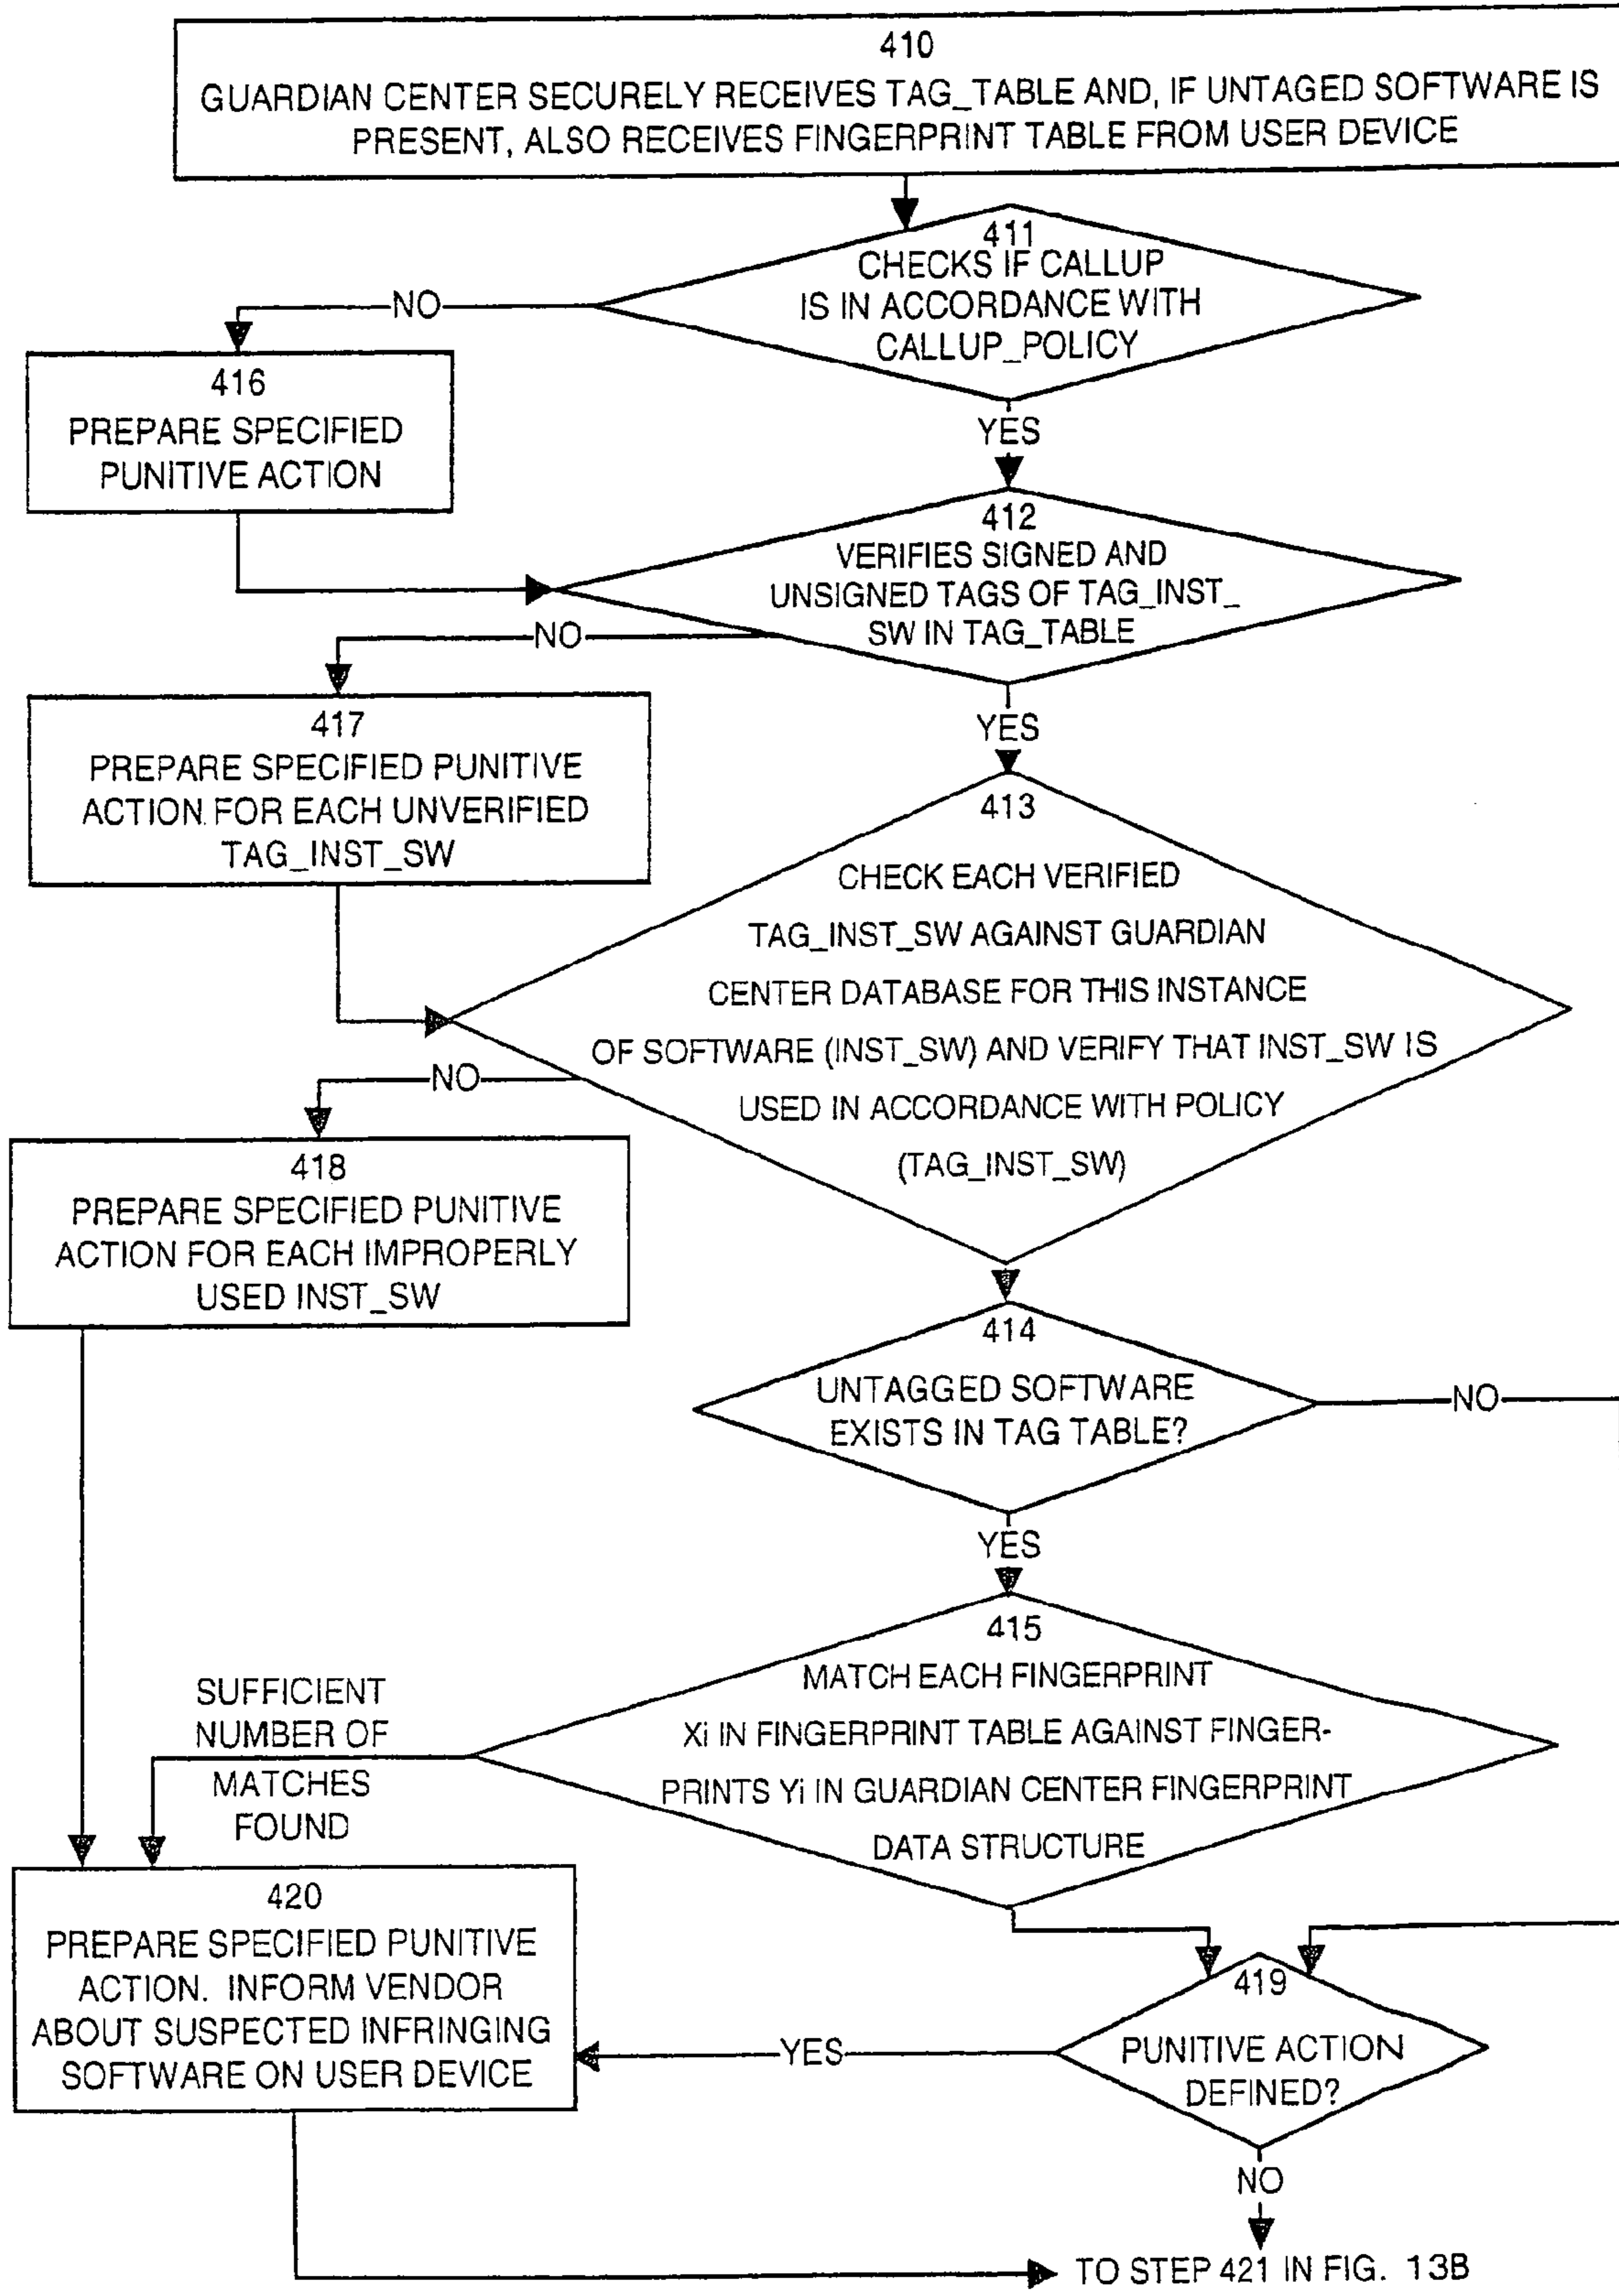 410
GUARDIAN CENTER SECURELY RECEIVES TAG_TABLE AND, IF UNTAGED SOFTWARE IS
PRESENT, ALSO RECEIVES FINGERPRINT TABLE FROM USER DEVICE
411
CHECKS IF CALLUP
IS IN ACCORDANCE WITH
CALLUP_POLICY
NO
416
PREPARE SPECIFIED
PUNITIVE ACTION
YES
412
VERIFIES SIGNED AND
UNSIGNED TAGS OF TAG_INST_
SW IN TAG_TABLE
NO
417
PREPARE SPECIFIED PUNITIVE
ACTION FOR EACH UNVERIFIED
TAG_INST_SW
YES
413
CHECK EACH VERIFIED
TAG_INST_SW AGAINST GUARDIAN
CENTER DATABASE FOR THIS INSTANCE
OF SOFTWARE (INST_SW) AND VERIFY THAT INST_SW IS
USED IN ACCORDANCE WITH POLICY
(TAG_INST_SW)
NO
418
PREPARE SPECIFIED PUNITIVE
ACTION FOR EACH IMPROPERLY
USED INST_SW
414
UNTAGGED SOFTWARE
EXISTS IN TAG TABLE?
NO
YES
415
MATCH EACH FINGERPRINT
Xi IN FINGERPRINT TABLE AGAINST FINGER-
PRINTS Yi IN GUARDIAN CENTER FINGERPRINT
DATA STRUCTURE
SUFFICIENT
NUMBER OF
MATCHES
FOUND
420
PREPARE SPECIFIED PUNITIVE
ACTION. INFORM VENDOR
ABOUT SUSPECTED INFRINGING
SOFTWARE ON USER DEVICE
419
PUNITIVE ACTION
DEFINED?
YES
NO
TO STEP 421 IN FIG. 13B